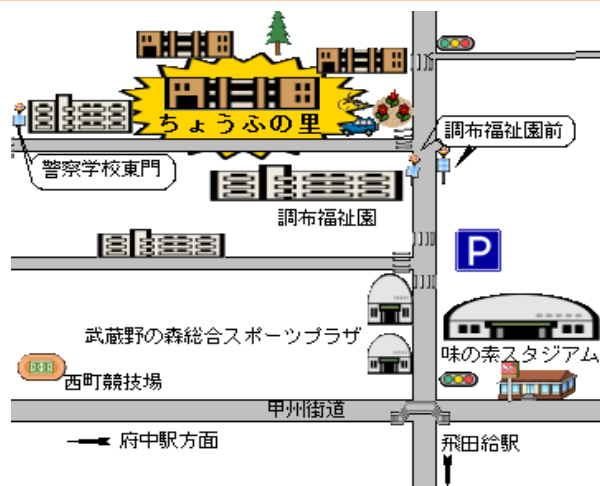 ちょうふの里
調布福祉園前
警察学校東門
調布福祉園
P
武蔵野の森総合スポーツプラザ
味の素スタジアム
西町競技場
甲州街道
府中駅方面
飛田給駅